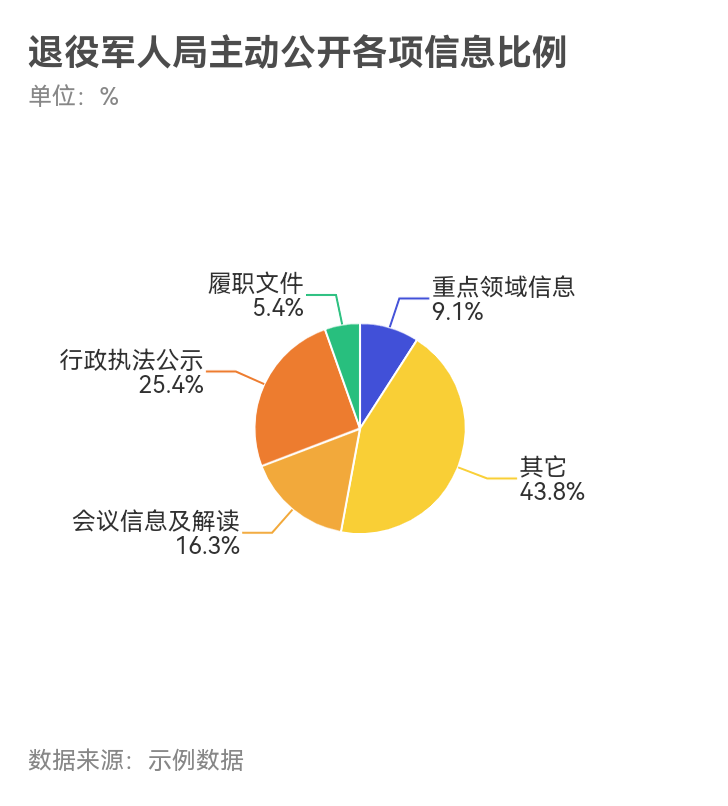 退役军人局主动公开各项信息比例
单位：%
履职文件
5.4%
重点领域信息
9.1%
行政执法公示
25.4%
其它
43.8%
会议信息及解读
16.3%
数据来源：示例数据